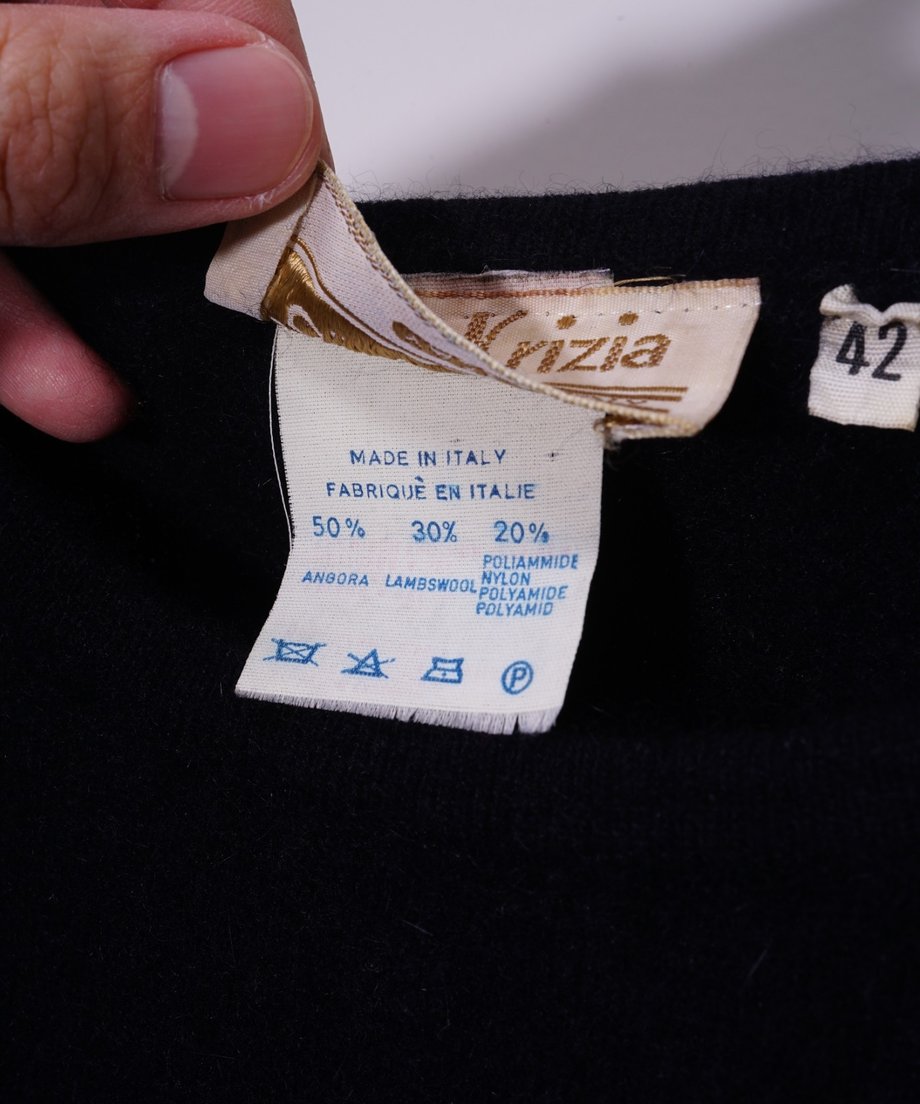 Krizia
42
MADE IN ITALY
FABRIQUÈ EN ITALIE
50% 30% 20%
ANGORA LAMBSWOOL POLIAMMIDE
NYLON
POLYAMIDE
POLYAMID
P